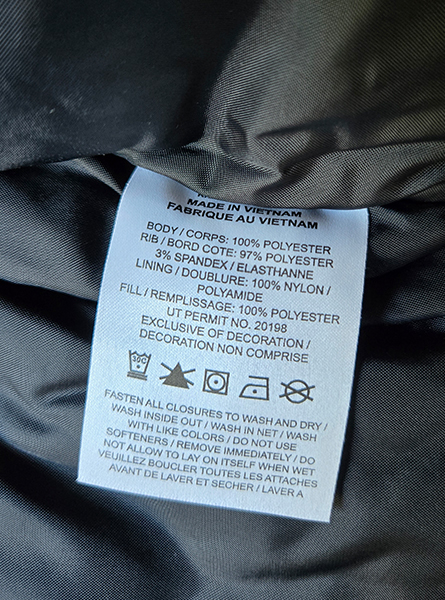 MADE IN VIETNAM
FABRIQUE AU VIETNAM
BODY / CORPS: 100% POLYESTER
RIB / BORD COTE: 97% POLYESTER
3% SPANDEX / ELASTHANNE
LINING / DOUBLURE: 100% NYLON /
POLYAMIDE
FILL / REMPLISSAGE: 100% POLYESTER
UT PERMIT NO. 20198
EXCLUSIVE OF DECORATION /
DECORATION NON COMPRISE
30C
FASTEN ALL CLOSURES TO WASH AND DRY /
WASH INSIDE OUT / WASH IN NET / WASH
WITH LIKE COLORS / DO NOT USE
SOFTENERS / REMOVE IMMEDIATELY / DO
NOT ALLOW TO LAY ON ITSELF WHEN WET
VEUILLEZ BOUCLER TOUTES LES ATTACHES
AVANT DE LAVER ET SECHER / LAVER A